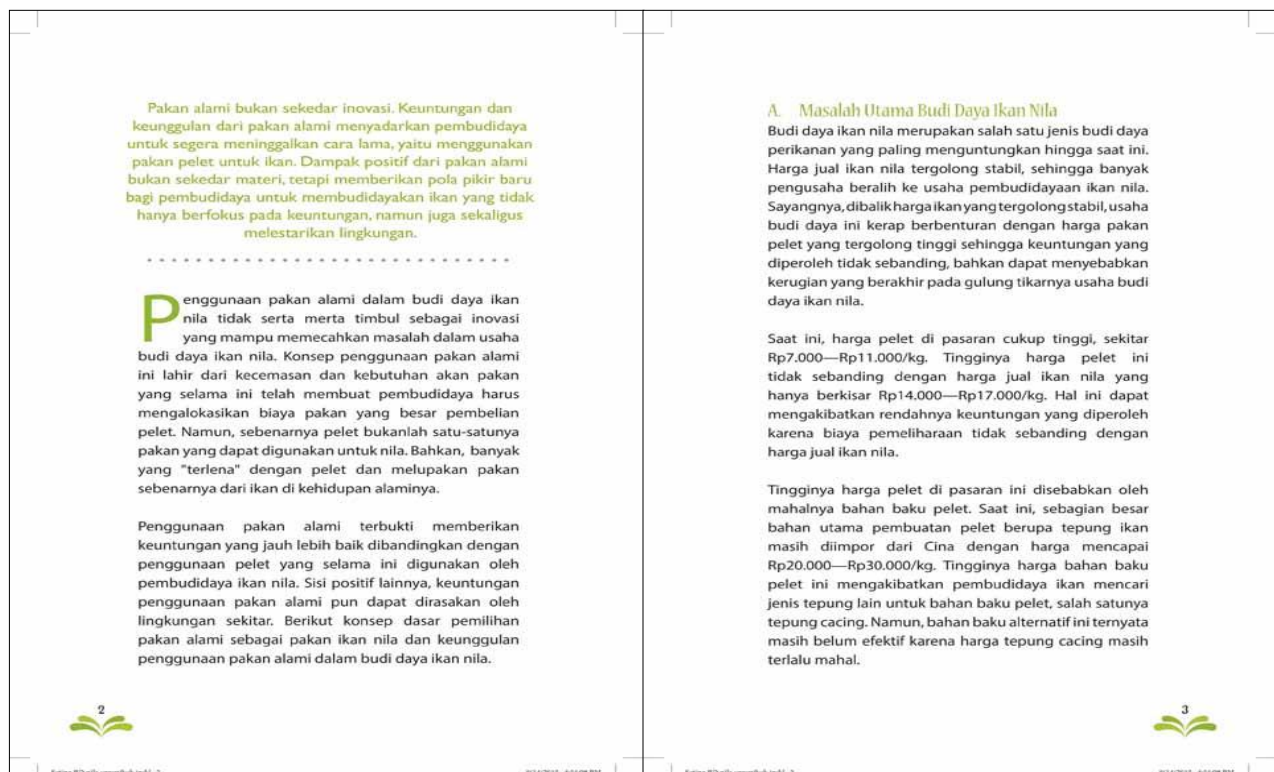 Pakan alami bukan sekedar inovasi. Keuntungan dan
keunggulan dari pakan alami menyadarkan pembudidaya
untuk segera meninggalkan cara lama, yaitu menggunakan
pakan pelet untuk ikan. Dampak positif dari pakan alami
bukan sekedar materi, tetapi memberikan pola pikir baru
bagi pembudidaya untuk membudidayakan ikan yang tidak
hanya berfokus pada keuntungan, namun juga sekaligus
melestarikan lingkungan.
Penggunaan pakan alami dalam budi daya ikan
nila tidak serta merta timbul sebagai inovasi
yang mampu memecahkan masalah dalam usaha
budi daya ikan nila. Konsep penggunaan pakan alami
ini lahir dari kecemasan dan kebutuhan akan pakan
yang selama ini telah membuat pembudidaya harus
mengalokasikan biaya pakan yang besar pembelian
pelet. Namun, sebenarnya pelet bukanlah satu-satunya
pakan yang dapat digunakan untuk nila. Bahkan, banyak
yang "terlena" dengan pelet dan melupakan pakan
sebenarnya dari ikan di kehidupan alaminya.
Penggunaan pakan alami terbukti memberikan
keuntungan yang jauh lebih baik dibandingkan dengan
penggunaan pelet yang selama ini digunakan oleh
pembudidaya ikan nila. Sisi positif lainnya, keuntungan
penggunaan pakan alami pun dapat dirasakan oleh
lingkungan sekitar. Berikut konsep dasar pemilihan
pakan alami sebagai pakan ikan nila dan keunggulan
penggunaan pakan alami dalam budi daya ikan nila.
2
A. Masalah Utama Budi Daya Ikan Nila
Budi daya ikan nila merupakan salah satu jenis budi daya
perikanan yang paling menguntungkan hingga saat ini.
Harga jual ikan nila tergolong stabil, sehingga banyak
pengusaha beralih ke usaha pembudidayaan ikan nila.
Sayangnya, dibalik harga ikan yang tergolong stabil, usaha
budi daya ini kerap berbenturan dengan harga pakan
pelet yang tergolong tinggi sehingga keuntungan yang
diperoleh tidak sebanding, bahkan dapat menyebabkan
kerugian yang berakhir pada gulung tikarnya usaha budi
daya ikan nila.
Saat ini, harga pelet di pasaran cukup tinggi, sekitar
Rp7.000—Rp11.000/kg. Tingginya harga pelet ini
tidak sebanding dengan harga jual ikan nila yang
hanya berkisar Rp14.000—Rp17.000/kg. Hal ini dapat
mengakibatkan rendahnya keuntungan yang diperoleh
karena biaya pemeliharaan tidak sebanding dengan
harga jual ikan nila.
Tingginya harga pelet di pasaran ini disebabkan oleh
mahalnya bahan baku pelet. Saat ini, sebagian besar
bahan utama pembuatan pelet berupa tepung ikan
masih diimpor dari Cina dengan harga mencapai
Rp20.000—Rp30.000/kg. Tingginya harga bahan baku
pelet ini mengakibatkan pembudidaya ikan mencari
jenis tepung lain untuk bahan baku pelet, salah satunya
tepung cacing. Namun, bahan baku alternatif ini ternyata
masih belum efektif karena harga tepung cacing masih
terlalu mahal.
3